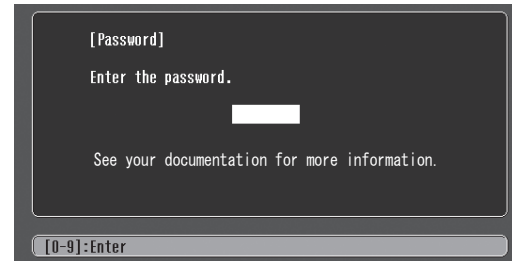 [Password]
Enter the password.
See your documentation for more information.
[0-9]:Enter